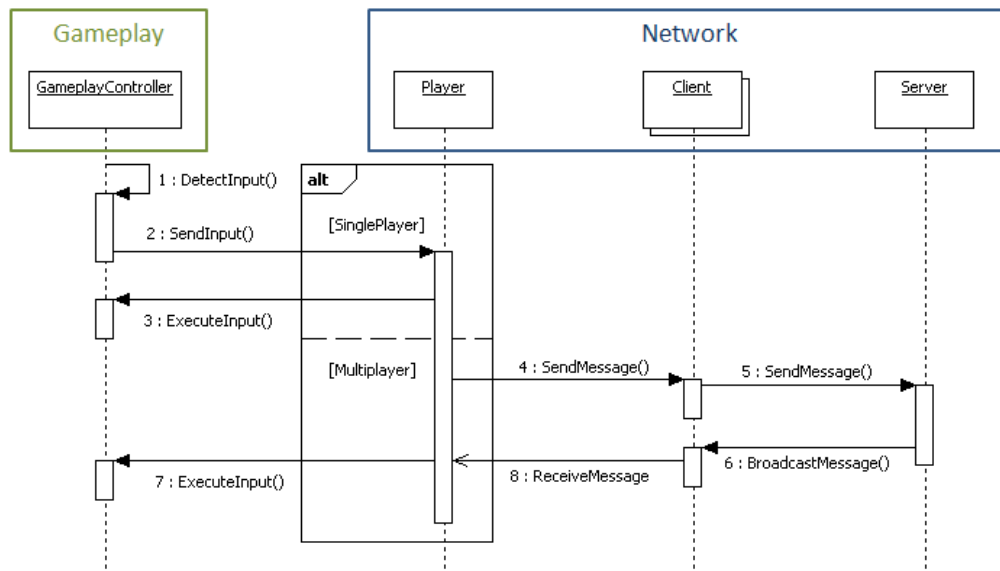 Gameplay
Network
GameplayController
Player
Client
Server
1 : DetectInput()
alt
[SinglePlayer]
2 : SendInput()
3 : ExecuteInput()
[Multiplayer]
4 : SendMessage()
5 : SendMessage()
6 : BroadcastMessage()
7 : ExecuteInput()
8 : ReceiveMessage